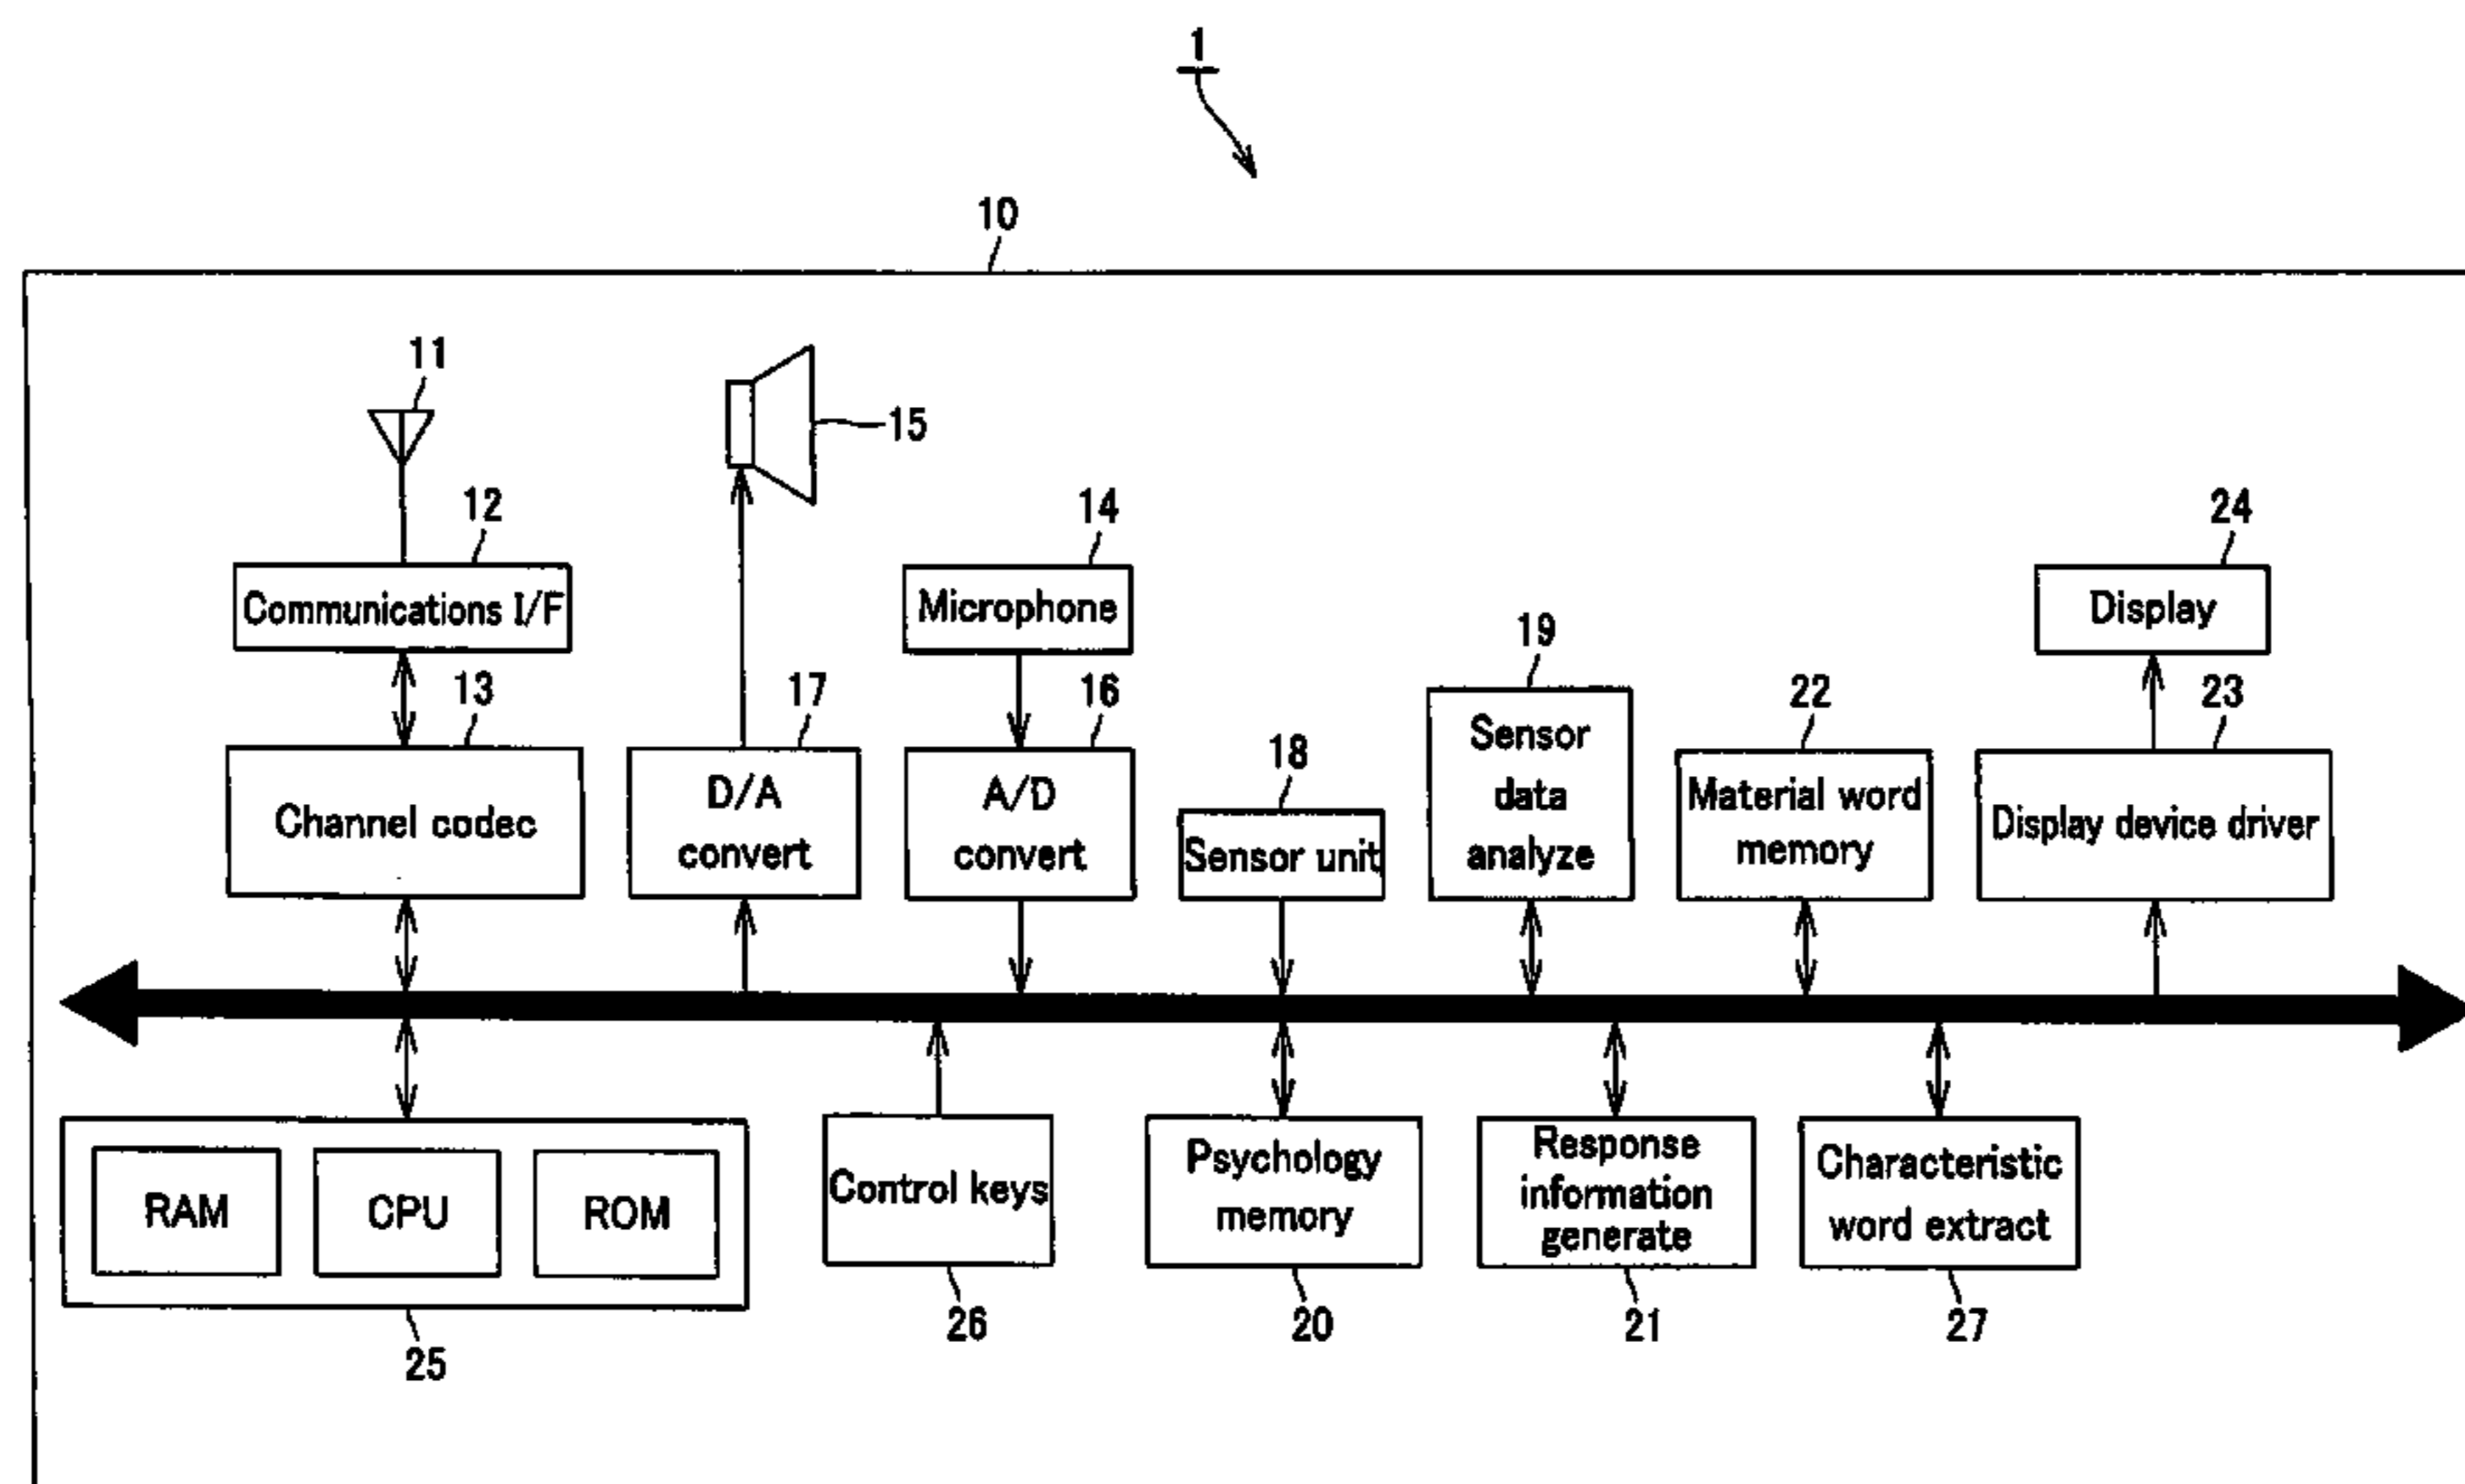 1
10
11
15
12
14
24
Communications I/F
Microphone
Display
19
13
17
16
22
23
18
Channel codec
D/A
convert
A/D
convert
Sensor unit
Sensor
data
analyze
Material word
memory
Display device driver
RAM
CPU
ROM
Control keys
Psychology
memory
Response
information
generate
Characteristic
word extract
25
26
20
21
27